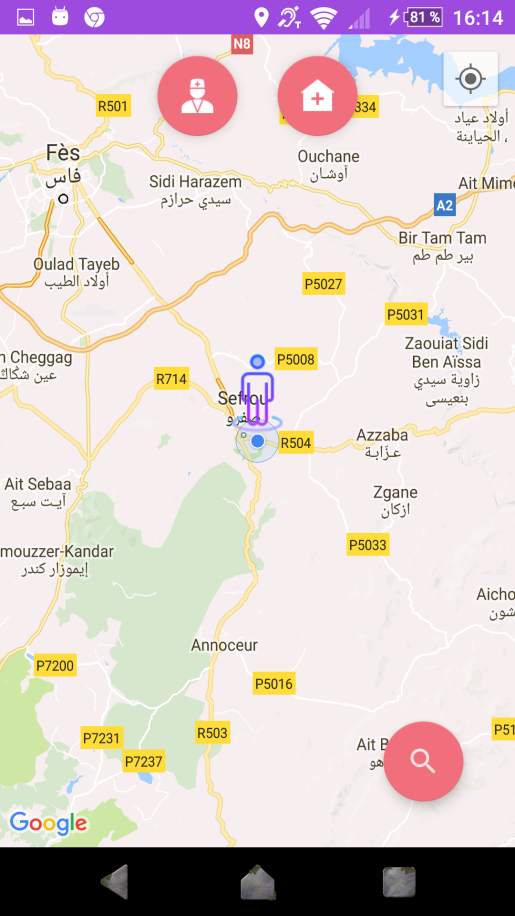 81 %
16:14
N8
R501
334
أولاد عياد
، الحياينة
Fès
فاس
Ouchane
أوشان
Sidi Harazem
سيدي حرازم
Ait Mim
A2
Bir Tam Tam
بير طم طم
Oulad Tayeb
أولاد الطيب
P5027
P5031
Zaouiat Sidi
Ben Aïssa
زاوية سيدي
بنعيسى
n Cheggag
عين شكاك
P5008
R714
Sefrou
صفرو
R504
Azzaba
عزابة
Ait Sebaa
آيت سبع
Zgane
ازكان
P5033
mouzzer-Kandar
إيموزار كندر
Aicho
شون
Annoceur
P7200
P5016
P7231
R503
P51
Ait B
هو
P7237
Google